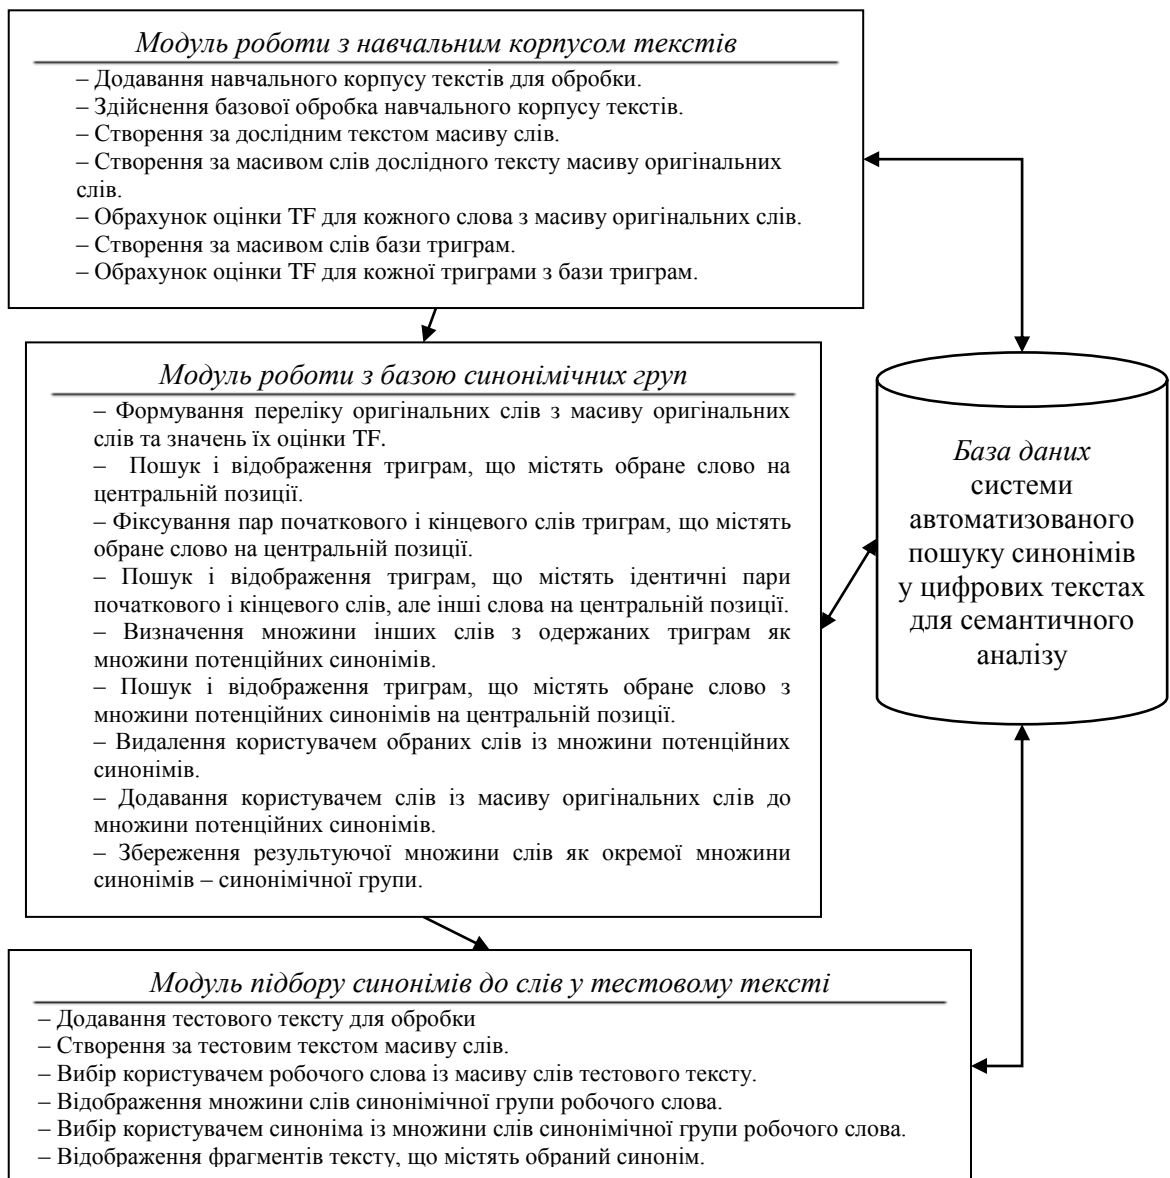 Модуль роботи з навчальним корпусом текстів
– Додавання навчального корпусу текстів для обробки.
– Здійснення базової обробка навчального корпусу текстів.
– Створення за дослідним текстом масиву слів.
– Створення за масивом слів дослідного тексту масиву оригінальних
слів.
– Обрахунок оцінки TF для кожного слова з масиву оригінальних слів.
– Створення за масивом слів бази триграм.
– Обрахунок оцінки TF для кожної триграми з бази триграм.
Модуль роботи з базою синонімічних груп
– Формування переліку оригінальних слів з масиву оригінальних
слів та значень їх оцінки TF.
– Пошук і відображення триграм, що містять обране слово на
центральній позиції.
– Фіксування пар початкового і кінцевого слів триграм, що містять
обране слово на центральній позиції.
– Пошук і відображення триграм, що містять ідентичні пари
початкового і кінцевого слів, але інші слова на центральній позиції.
– Визначення множини інших слів з одержаних триграм як
множини потенційних синонімів.
– Пошук і відображення триграм, що містять обране слово з
множини потенційних синонімів на центральній позиції.
– Видалення користувачем обраних слів із множини потенційних
синонімів.
– Додавання користувачем слів із масиву оригінальних слів до
множини потенційних синонімів.
– Збереження результуючої множини слів як окремої множини
синонімів – синонімічної групи.
База даних
системи
автоматизованого
пошуку синонімів
у цифрових текстах
для семантичного
аналізу
Модуль підбору синонімів до слів у тестовому тексті
– Додавання тестового тексту для обробки
– Створення за тестовим текстом масиву слів.
– Вибір користувачем робочого слова із масиву слів тестового тексту.
– Відображення множини слів синонімічної групи робочого слова.
– Вибір користувачем синоніма із множини слів синонімічної групи робочого слова.
– Відображення фрагментів тексту, що містять обраний синонім.